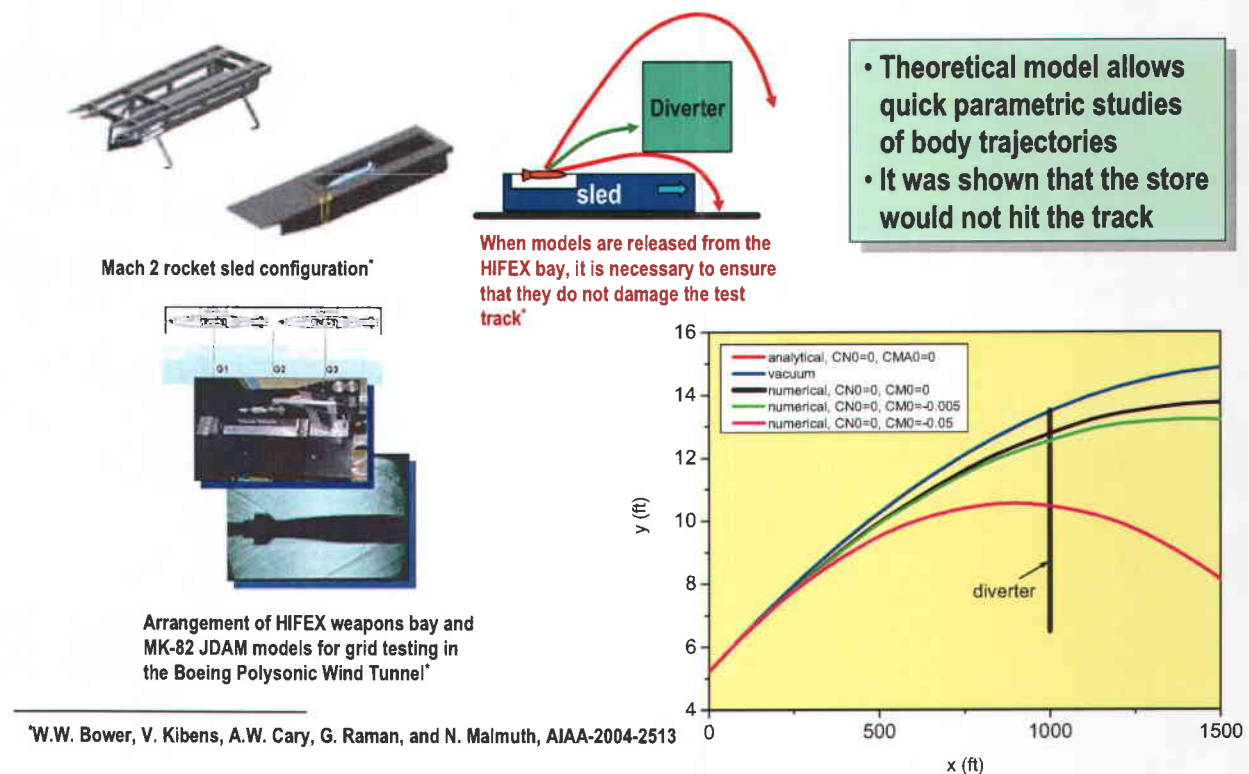 Diverter
sled
• Theoretical model allows
quick parametric studies
of body trajectories
• It was shown that the store
would not hit the track
Mach 2 rocket sled configuration*
When models are released from the
HIFEX bay, it is necessary to ensure
that they do not damage the test
track*
G1 G2 G3
Arrangement of HIFEX weapons bay and
MK-82 JDAM models for grid testing in
the Boeing Polysonic Wind Tunnel*
16
14
12
10
8
6
4
y (ft)
analytical, CN0=0, CMA0=0
vacuum
numerical, CN0=0, CM0=0
numerical, CN0=0, CM0=-0.005
numerical, CN0=0, CM0=-0.05
diverter
0 500 1000 1500
x (ft)
*W.W. Bower, V. Kibens, A.W. Cary, G. Raman, and N. Malmuth, AIAA-2004-2513